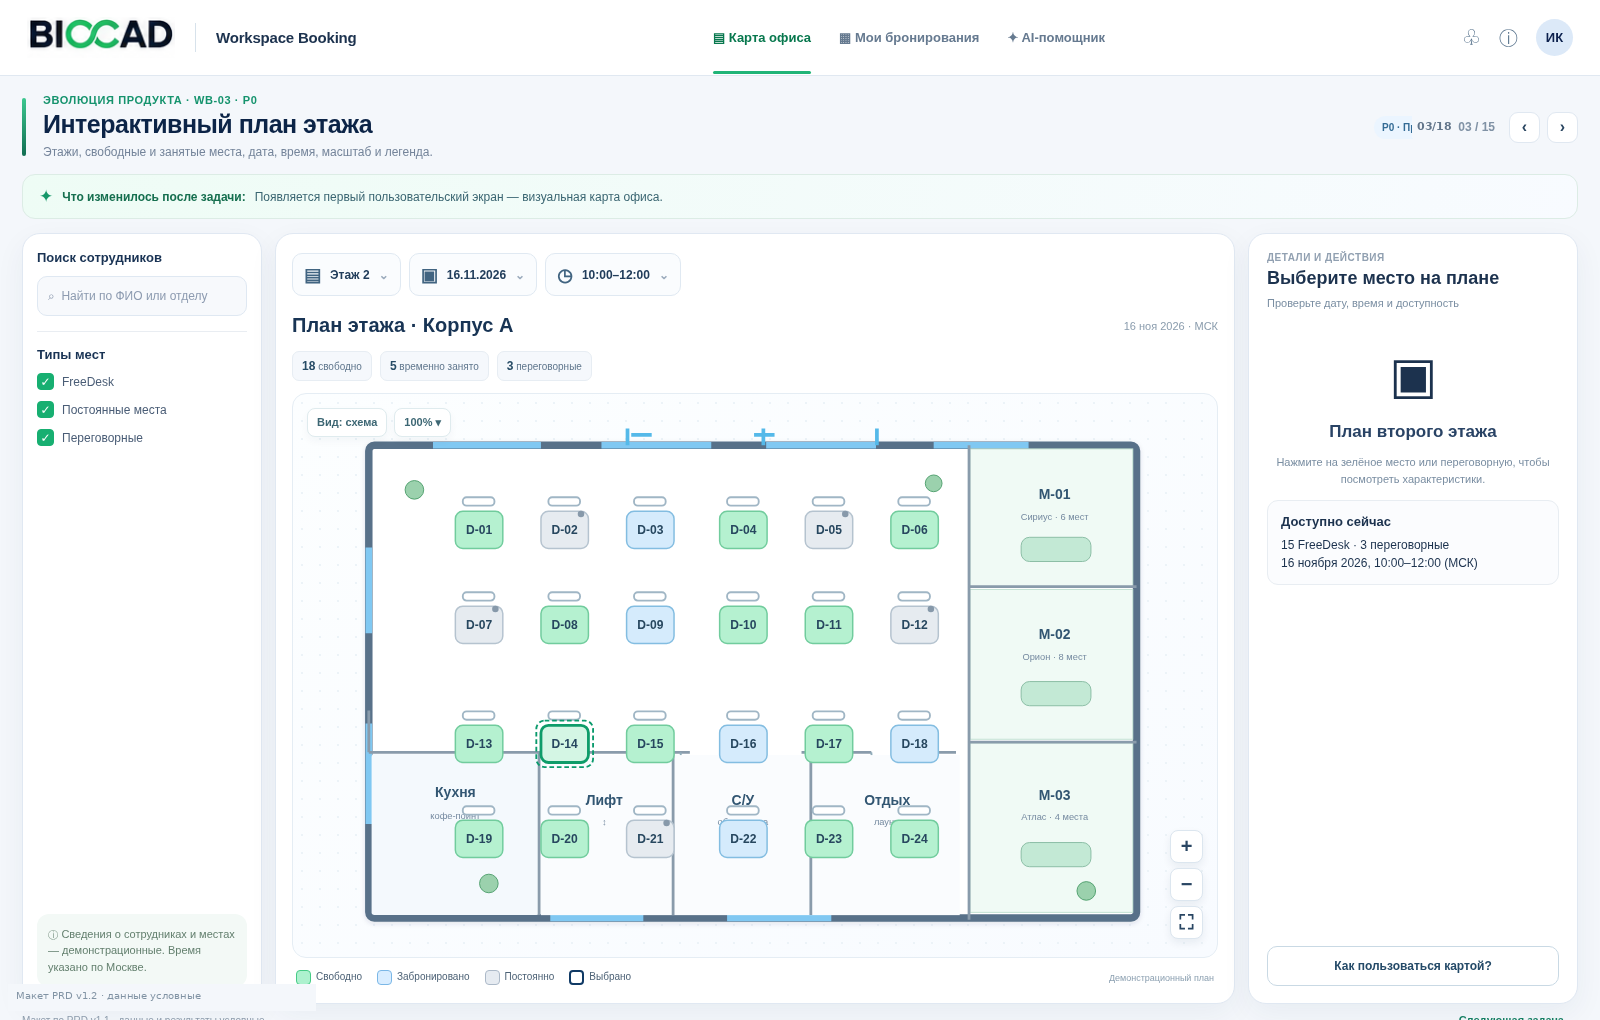 BIOCAD
Workspace Booking
Карта офиса
Мои бронирования
AI-помощник
ИК
ЭВОЛЮЦИЯ ПРОДУКТА · WB-03 · P0
Интерактивный план этажа
Этажи, свободные и занятые места, дата, время, масштаб и легенда.
P0 · П
03/18
03 / 15
Что изменилось после задачи: Появляется первый пользовательский экран — визуальная карта офиса.
Поиск сотрудников
Найти по ФИО или отделу
Типы мест
FreeDesk
Постоянные места
Переговорные
Сведения о сотрудниках и местах
— демонстрационные. Время
указано по Москве.
Этаж 2
16.11.2026
10:00–12:00
План этажа · Корпус А
16 ноя 2026 · МСК
18 свободно
5 временно занято
3 переговорные
Вид: схема
100% ▾
D-01 D-02 D-03 D-04 D-05 D-06
D-07 D-08 D-09 D-10 D-11 D-12
D-13 D-14 D-15 D-16 D-17 D-18
Кухня
Лифт
С/У
Отдых
D-19 D-20 D-21 D-22 D-23 D-24
M-01
Сириус · 6 мест
M-02
Орион · 8 мест
M-03
Атлас · 4 места
+
−
Свободно
Забронировано
Постоянно
Выбрано
Демонстрационный план
ДЕТАЛИ И ДЕЙСТВИЯ
Выберите место на плане
Проверьте дату, время и доступность
План второго этажа
Нажмите на зелёное место или переговорную, чтобы
посмотреть характеристики.
Доступно сейчас
15 FreeDesk · 3 переговорные
16 ноября 2026, 10:00–12:00 (МСК)
Как пользоваться картой?
Макет PRD v1.2 · данные условные